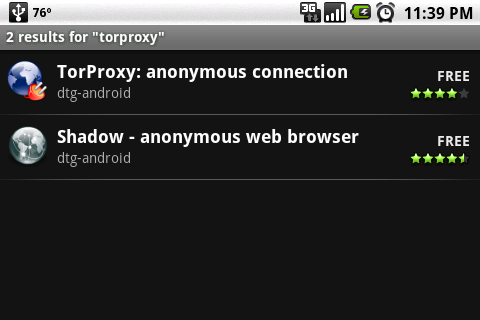 76° 3G 11:39 PM
2 results for "torproxy"
TorProxy: anonymous connection
FREE
dtg-android
Shadow - anonymous web browser
FREE
dtg-android